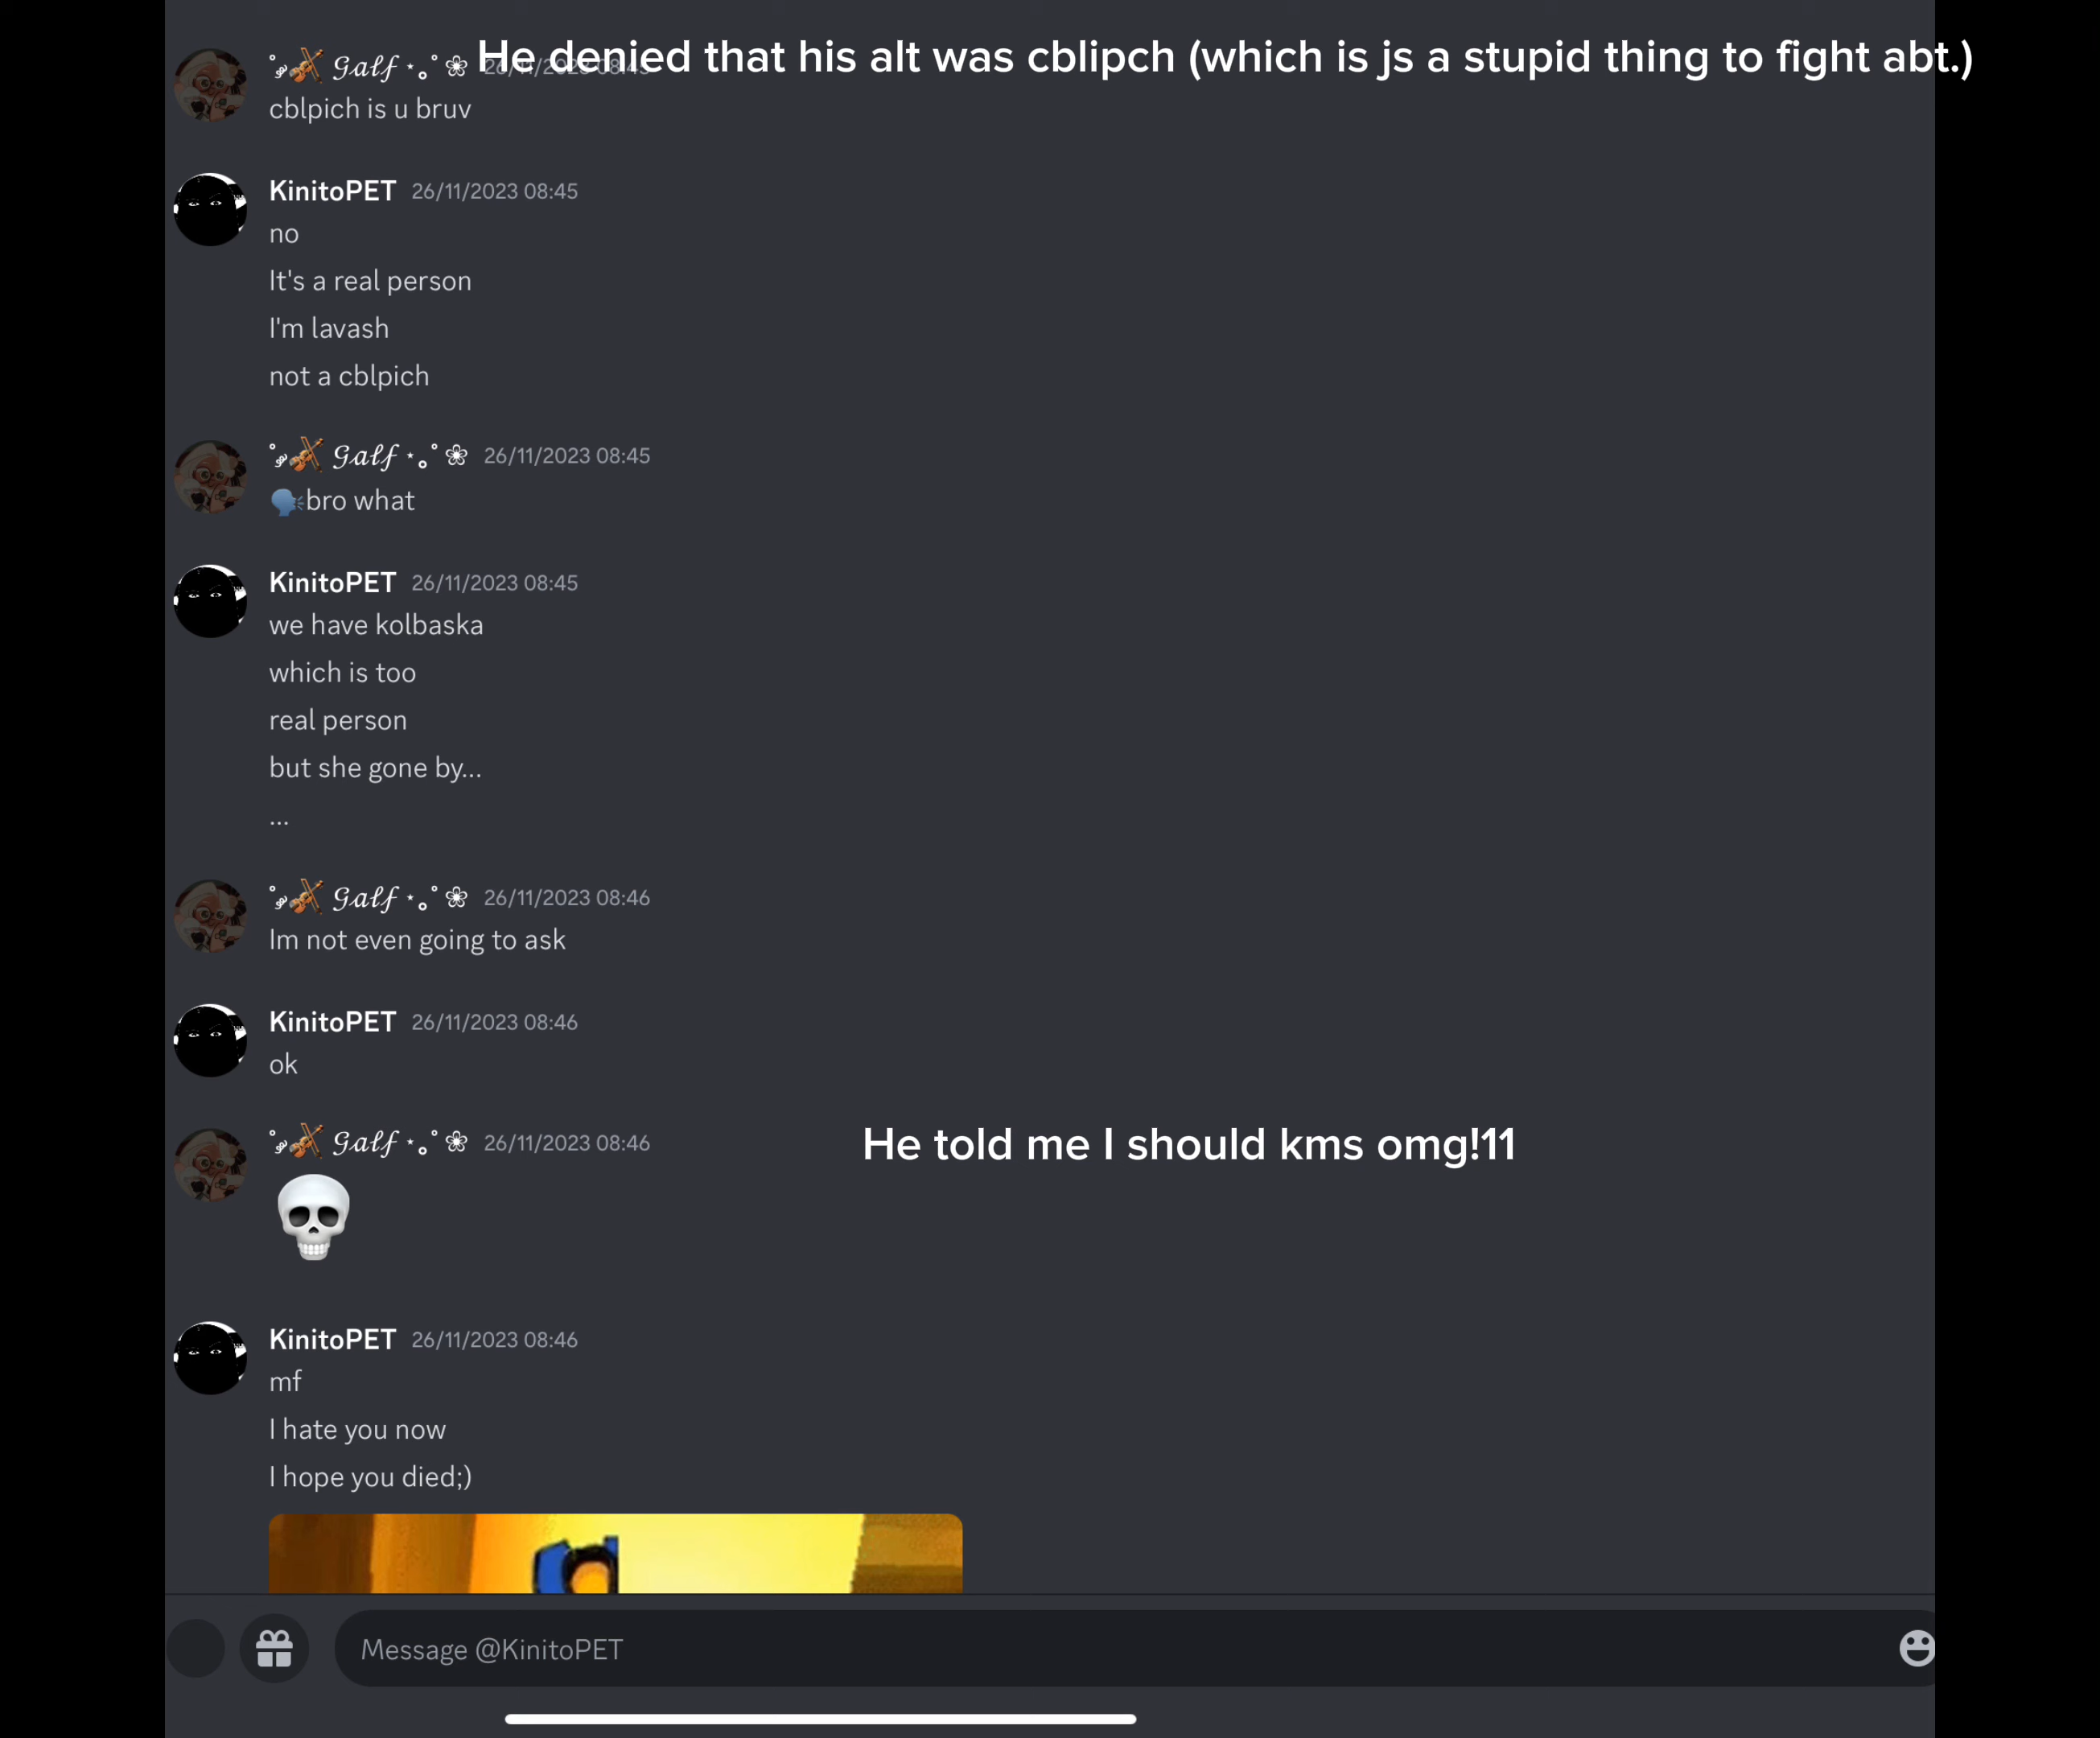 He denied that his alt was cblipch (which is js a stupid thing to fight abt.)
Galf
cblpich is u bruv
KinitoPET 26/11/2023 08:45
no
It's a real person
I'm lavash
not a cblpich
Galf 26/11/2023 08:45
🗣️bro what
KinitoPET 26/11/2023 08:45
we have kolbaska
which is too
real person
but she gone by...
...
Galf 26/11/2023 08:46
Im not even going to ask
KinitoPET 26/11/2023 08:46
ok
Galf 26/11/2023 08:46
He told me I should kms omg!11
💀
KinitoPET 26/11/2023 08:46
mf
I hate you now
I hope you died;)
Message @KinitoPET